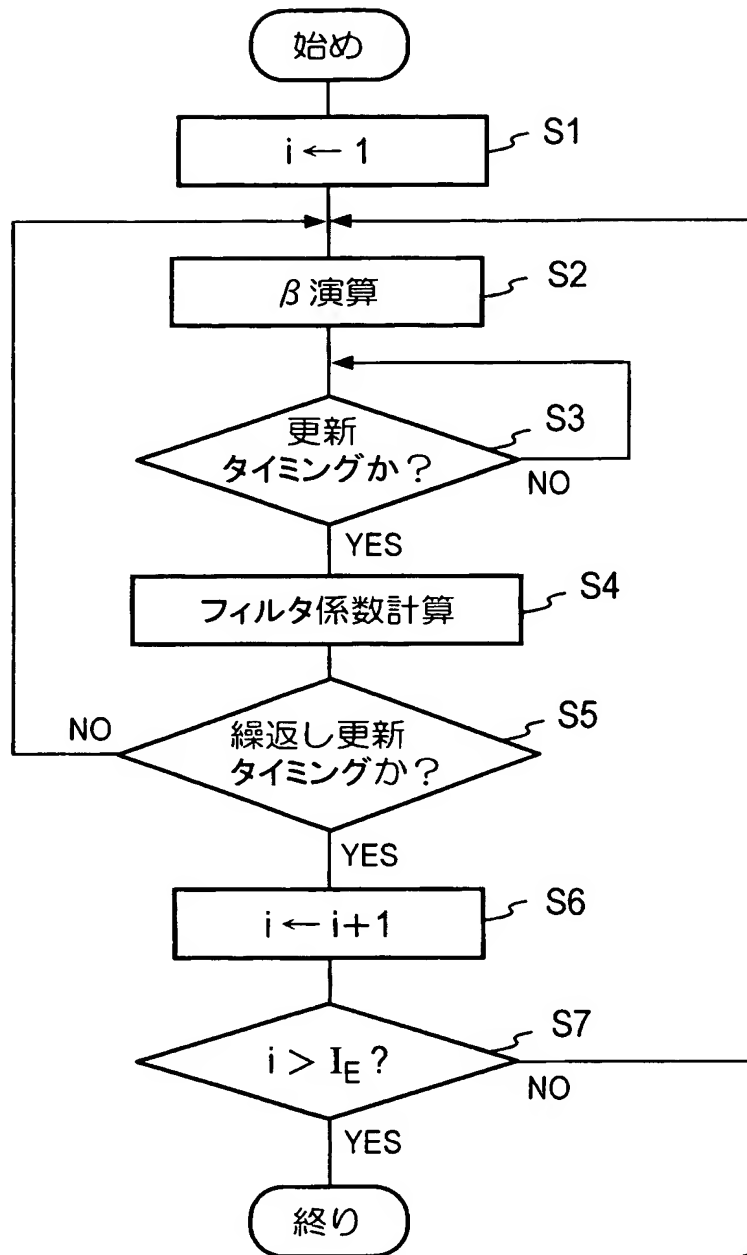 始め
i ← 1
S1
β演算
S2
更新
タイミングか?
S3
NO
YES
フィルタ係数計算
S4
NO
繰返し更新
タイミングか?
S5
YES
i ← i+1
S6
i > I_E ?
S7
NO
YES
終り